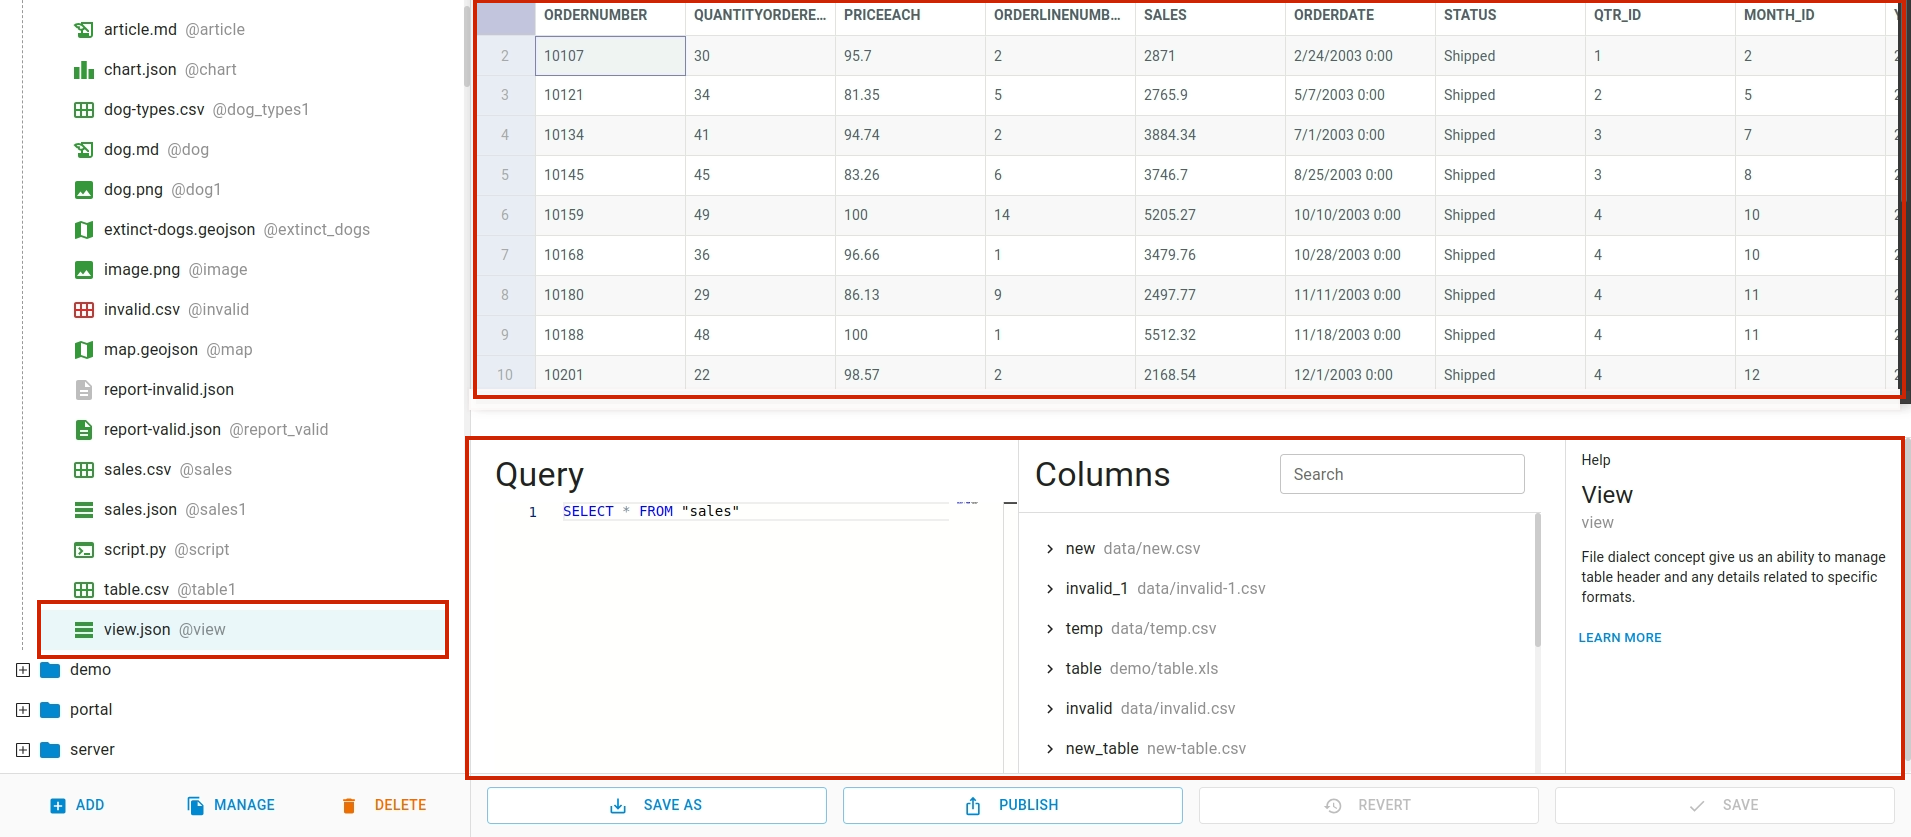 article.md @article
chart.json @chart
dog-types.csv @dog_types1
dog.md @dog
dog.png @dog1
extinct-dogs.geojson @extinct_dogs
image.png @image
invalid.csv @invalid
map.geojson @map
report-invalid.json
report-valid.json @report_valid
sales.csv @sales
sales.json @sales1
script.py @script
table.csv @table1
view.json @view
demo
portal
server
ADD MANAGE DELETE
ORDERNUMBER QUANTITYORDERE... PRICEEACH ORDERLINENUMB... SALES ORDERDATE STATUS QTR_ID MONTH_ID
2 10107 30 95.7 2 2871 2/24/2003 0:00 Shipped 1 2
3 10121 34 81.35 5 2765.9 5/7/2003 0:00 Shipped 2 5
4 10134 41 94.74 2 3884.34 7/1/2003 0:00 Shipped 3 7
5 10145 45 83.26 6 3746.7 8/25/2003 0:00 Shipped 3 8
6 10159 49 100 14 5205.27 10/10/2003 0:00 Shipped 4 10
7 10168 36 96.66 1 3479.76 10/28/2003 0:00 Shipped 4 10
8 10180 29 86.13 9 2497.77 11/11/2003 0:00 Shipped 4 11
9 10188 48 100 1 5512.32 11/18/2003 0:00 Shipped 4 11
10 10201 22 98.57 2 2168.54 12/1/2003 0:00 Shipped 4 12
Query
1 SELECT * FROM "sales"
Columns
Search
new data/new.csv
invalid_1 data/invalid-1.csv
temp data/temp.csv
table demo/table.xls
invalid data/invalid.csv
new_table new-table.csv
Help
View
view
File dialect concept give us an ability to manage
table header and any details related to specific
formats.
LEARN MORE
SAVE AS PUBLISH REVERT SAVE